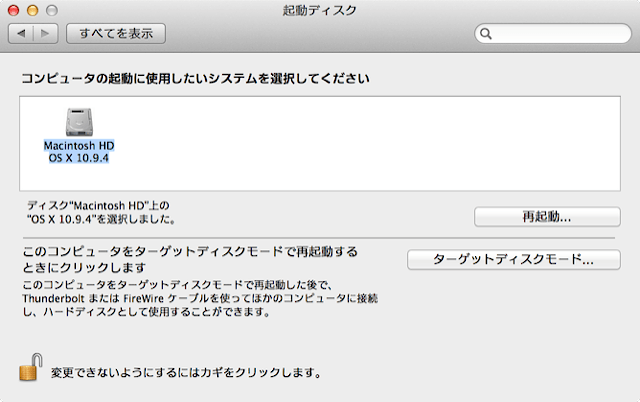 起動ディスク
すべてを表示
コンピュータの起動に使用したいシステムを選択してください
Macintosh HD
OS X 10.9.4
ディスク“Macintosh HD”上の
“OS X 10.9.4”を選択しました。
再起動...
このコンピュータをターゲットディスクモードで再起動する
ときにクリックします
ターゲットディスクモード...
このコンピュータをターゲットディスクモードで再起動した後で、
Thunderbolt または FireWire ケーブルを使ってほかのコンピュータに接続
し、ハードディスクとして使用することができます。
変更できないようにするにはカギをクリックします。